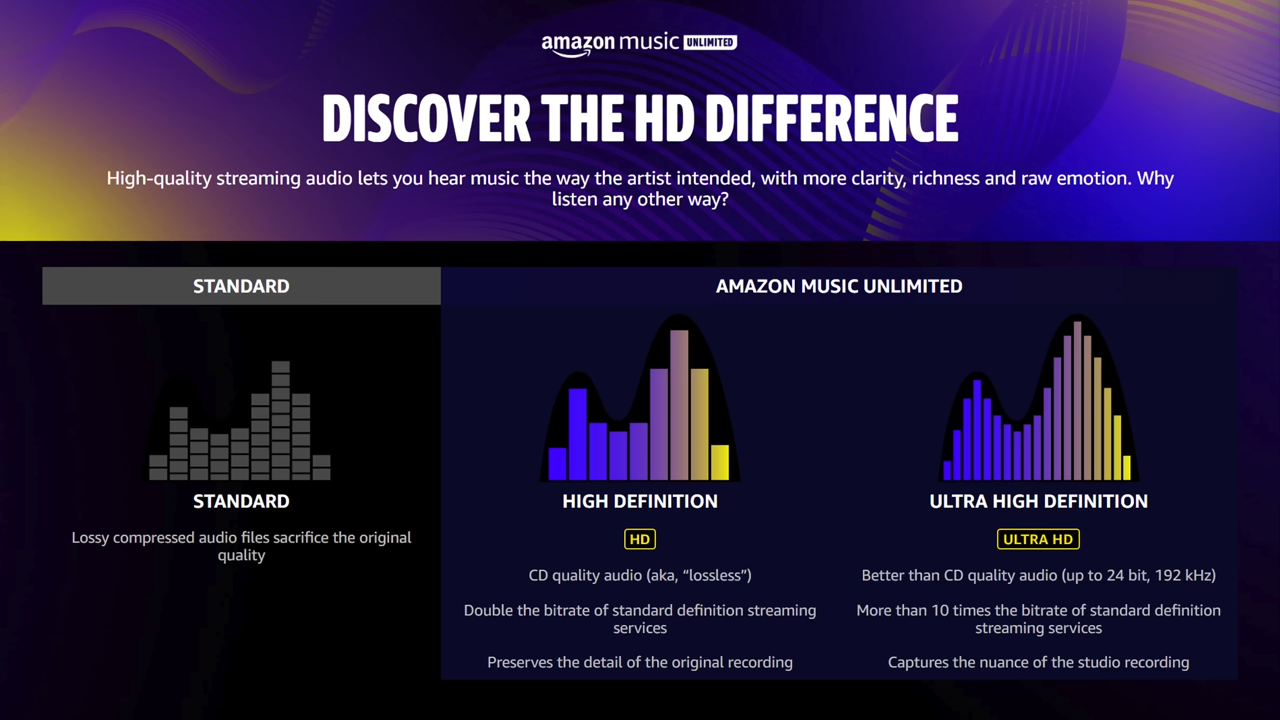 amazon music UNLIMITED
DISCOVER THE HD DIFFERENCE
High-quality streaming audio lets you hear music the way the artist intended, with more clarity, richness and raw emotion. Why
listen any other way?
STANDARD
AMAZON MUSIC UNLIMITED
STANDARD
Lossy compressed audio files sacrifice the original
quality
HIGH DEFINITION
HD
CD quality audio (aka, “lossless”)
Double the bitrate of standard definition streaming
services
Preserves the detail of the original recording
ULTRA HIGH DEFINITION
ULTRA HD
Better than CD quality audio (up to 24 bit, 192 kHz)
More than 10 times the bitrate of standard definition
streaming services
Captures the nuance of the studio recording